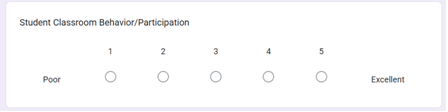 Student Classroom Behavior/Participation
1 2 3 4 5
Poor Excellent